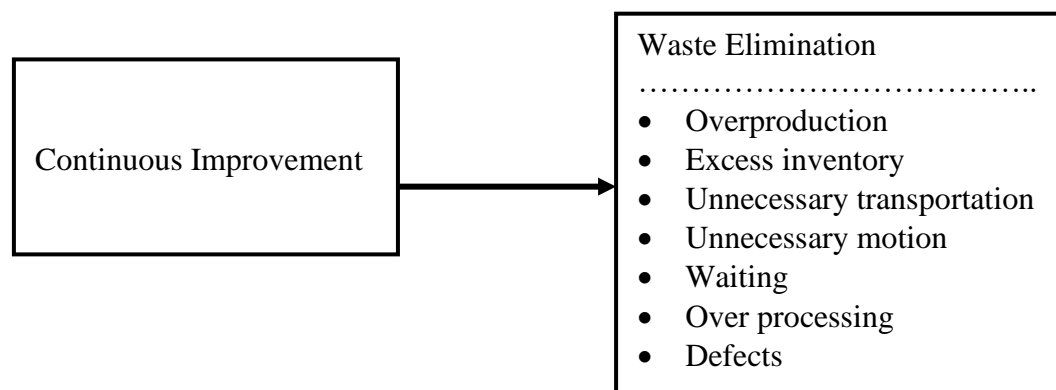 Continuous Improvement
Waste Elimination
…………………………………..
• Overproduction
• Excess inventory
• Unnecessary transportation
• Unnecessary motion
• Waiting
• Over processing
• Defects